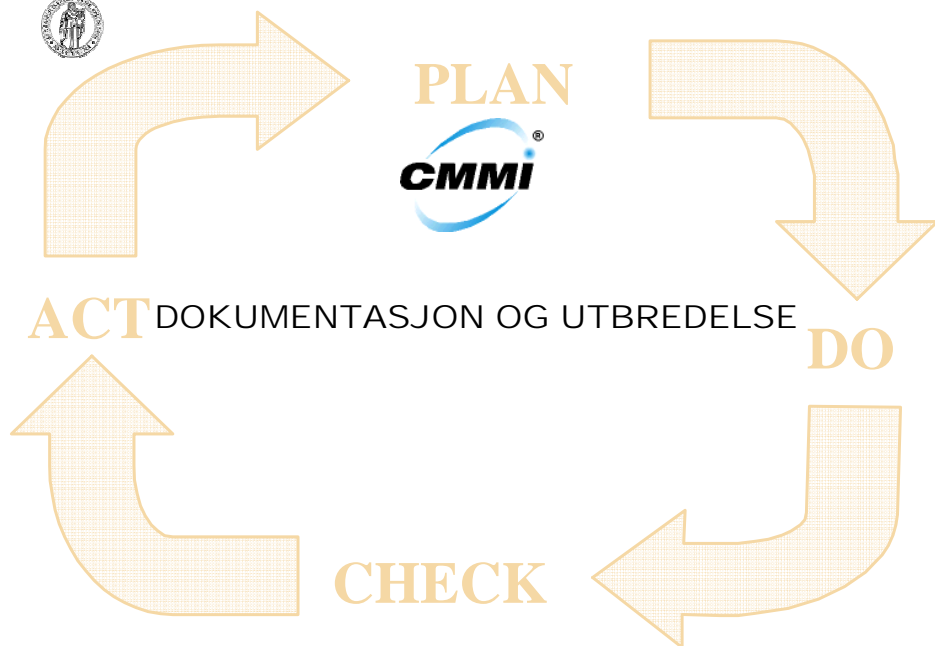 PLAN
CMMI®
ACT
DOKUMENTASJON OG UTBREDELSE
DO
CHECK